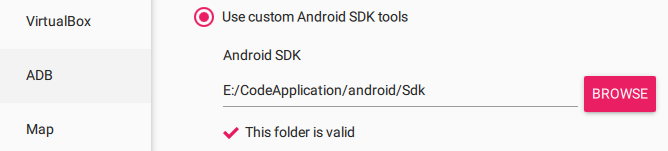 VirtualBox
Use custom Android SDK tools
Android SDK
ADB
E:/CodeApplication/android/Sdk
BROWSE
Map
This folder is valid